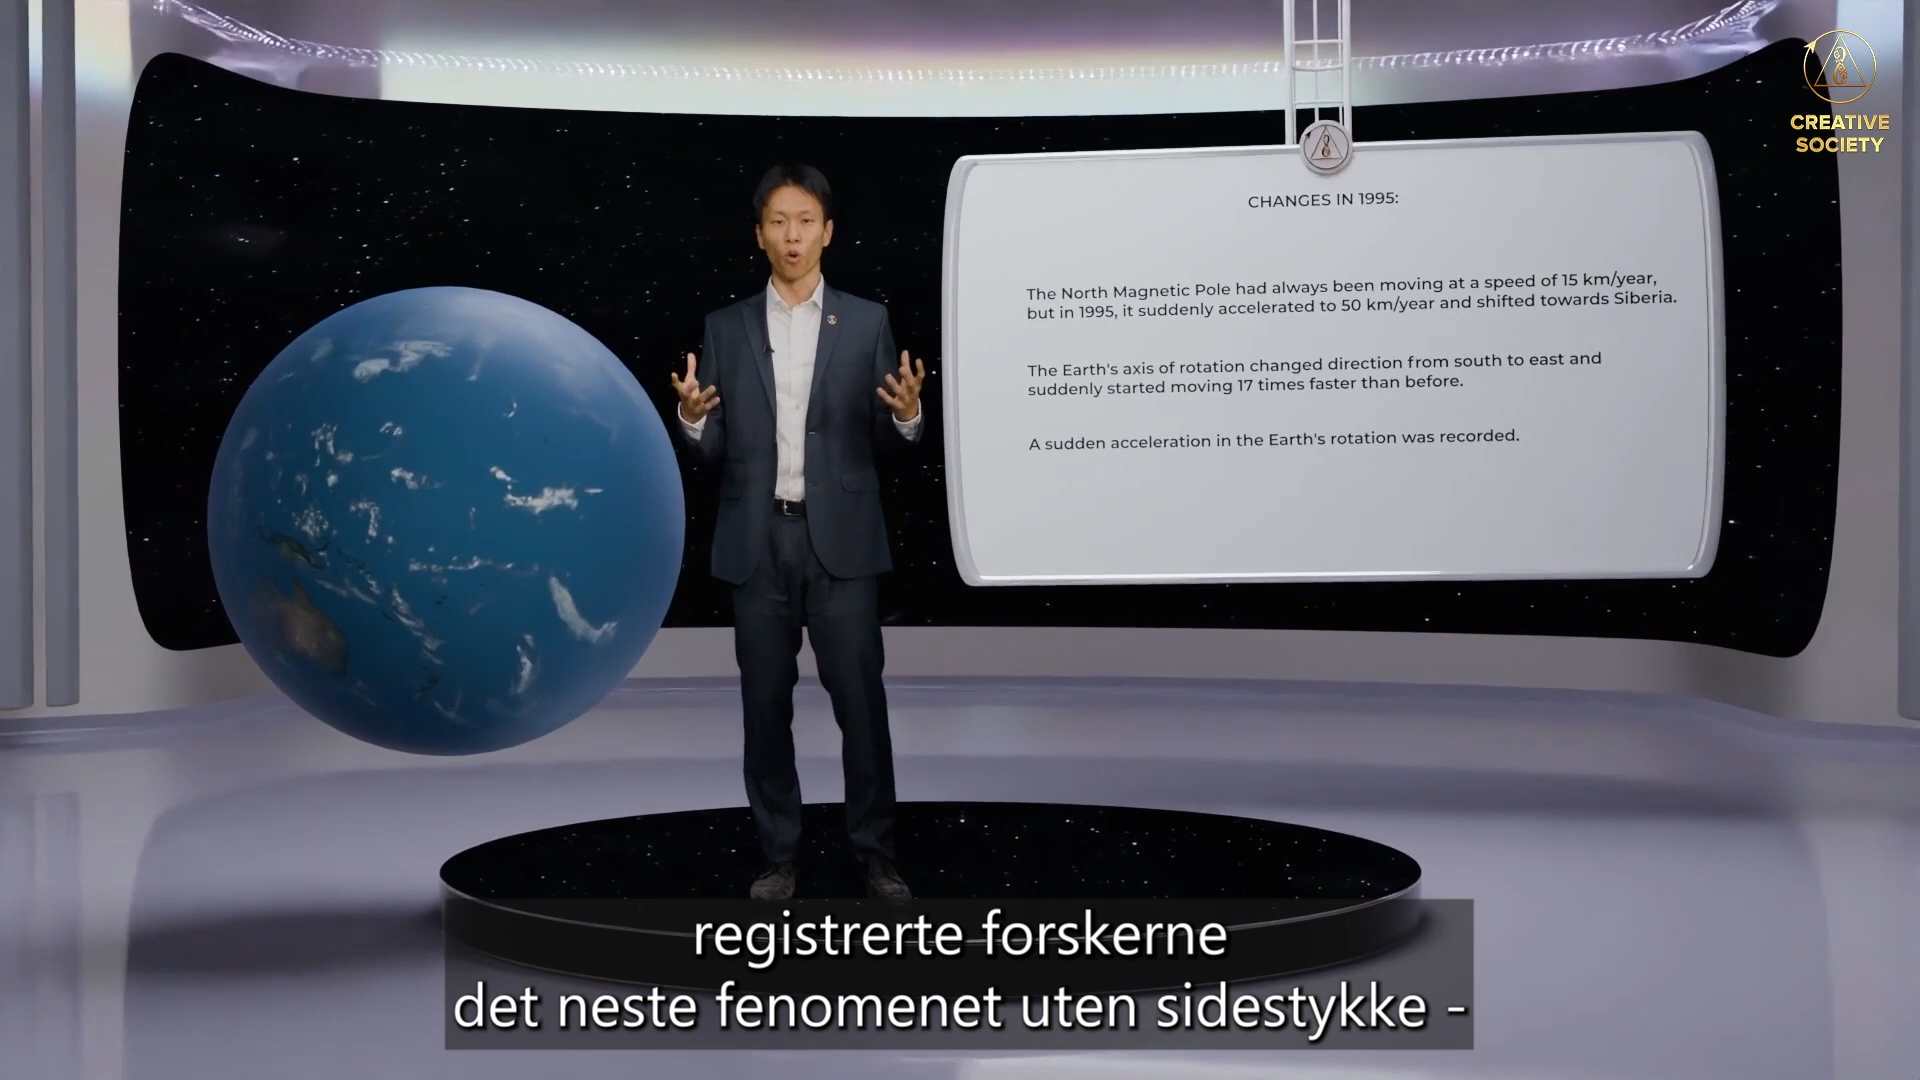 CREATIVE
SOCIETY
CHANGES IN 1995:
The North Magnetic Pole had always been moving at a speed of 15 km/year,
but in 1995, it suddenly accelerated to 50 km/year and shifted towards Siberia.
The Earth's axis of rotation changed direction from south to east and
suddenly started moving 17 times faster than before.
A sudden acceleration in the Earth's rotation was recorded.
registrerte forskerne
det neste fenomenet uten sidestykke -